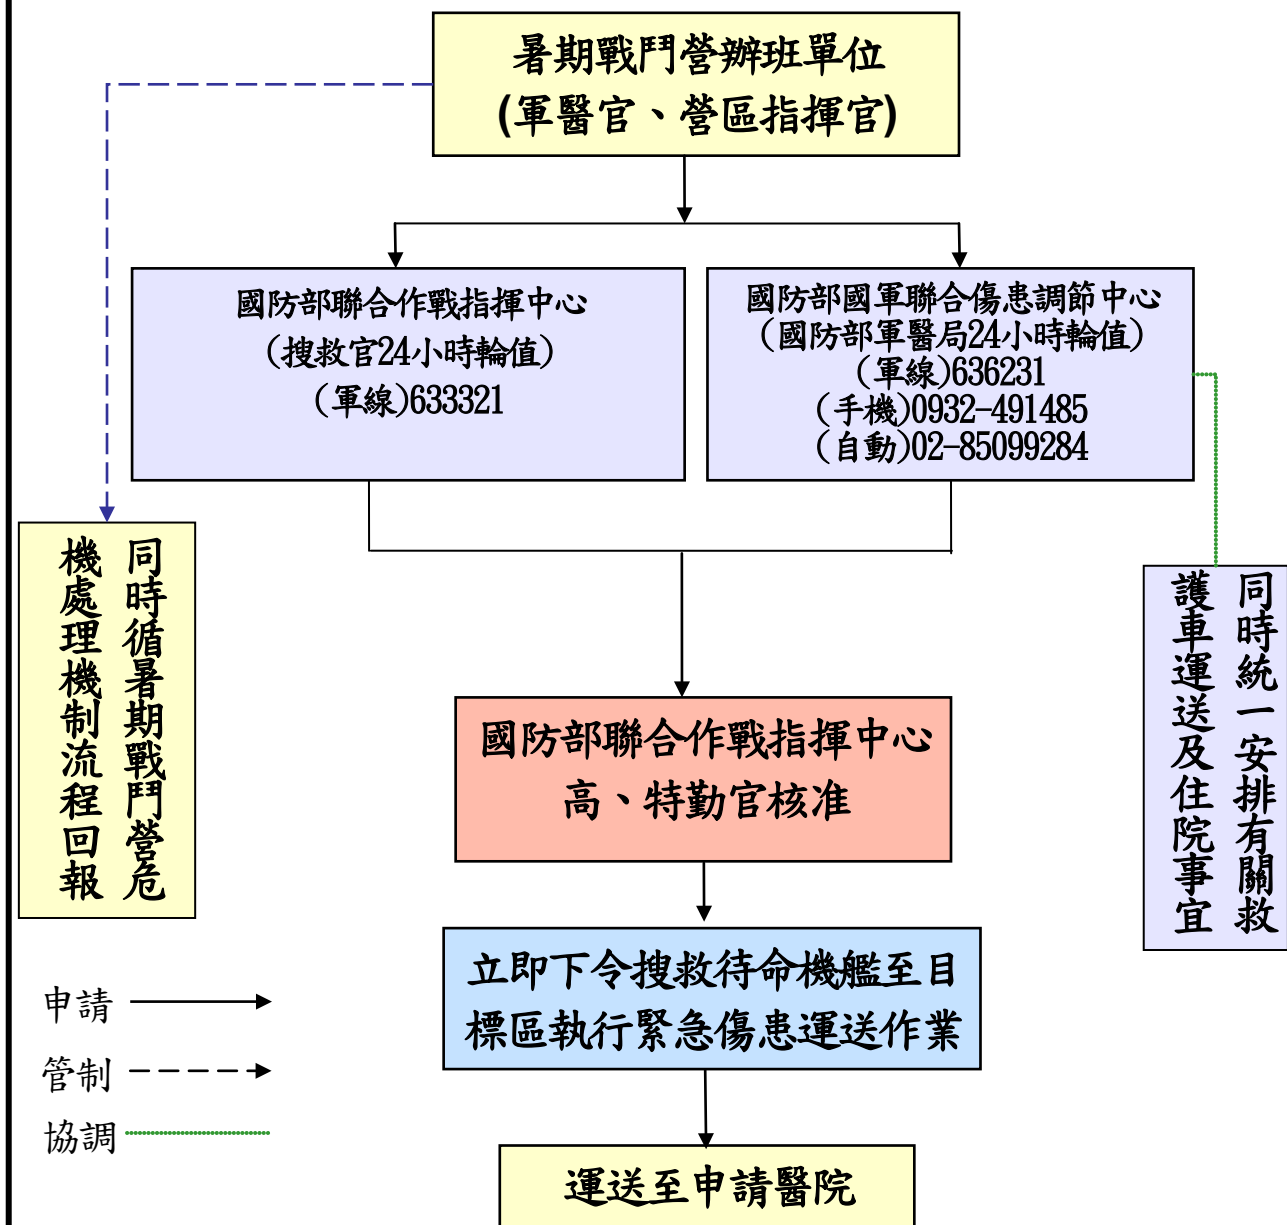 暑期戰鬥營辦班單位
(軍醫官、營區指揮官)
國防部聯合作戰指揮中心
(搜救官24小時輪值)
(軍線)633321
國防部國軍聯合傷患調節中心
(國防部軍醫局24小時輪值)
(軍線)636231
(手機)0932-491485
(自動)02-85099284
同時循暑期戰鬥營危
機處理機制流程回報
同時統一安排有關救
護車運送及住院事宜
國防部聯合作戰指揮中心
高、特勤官核准
立即下令搜救待命機艦至目
標區執行緊急傷患運送作業
運送至申請醫院
申請
管制
協調